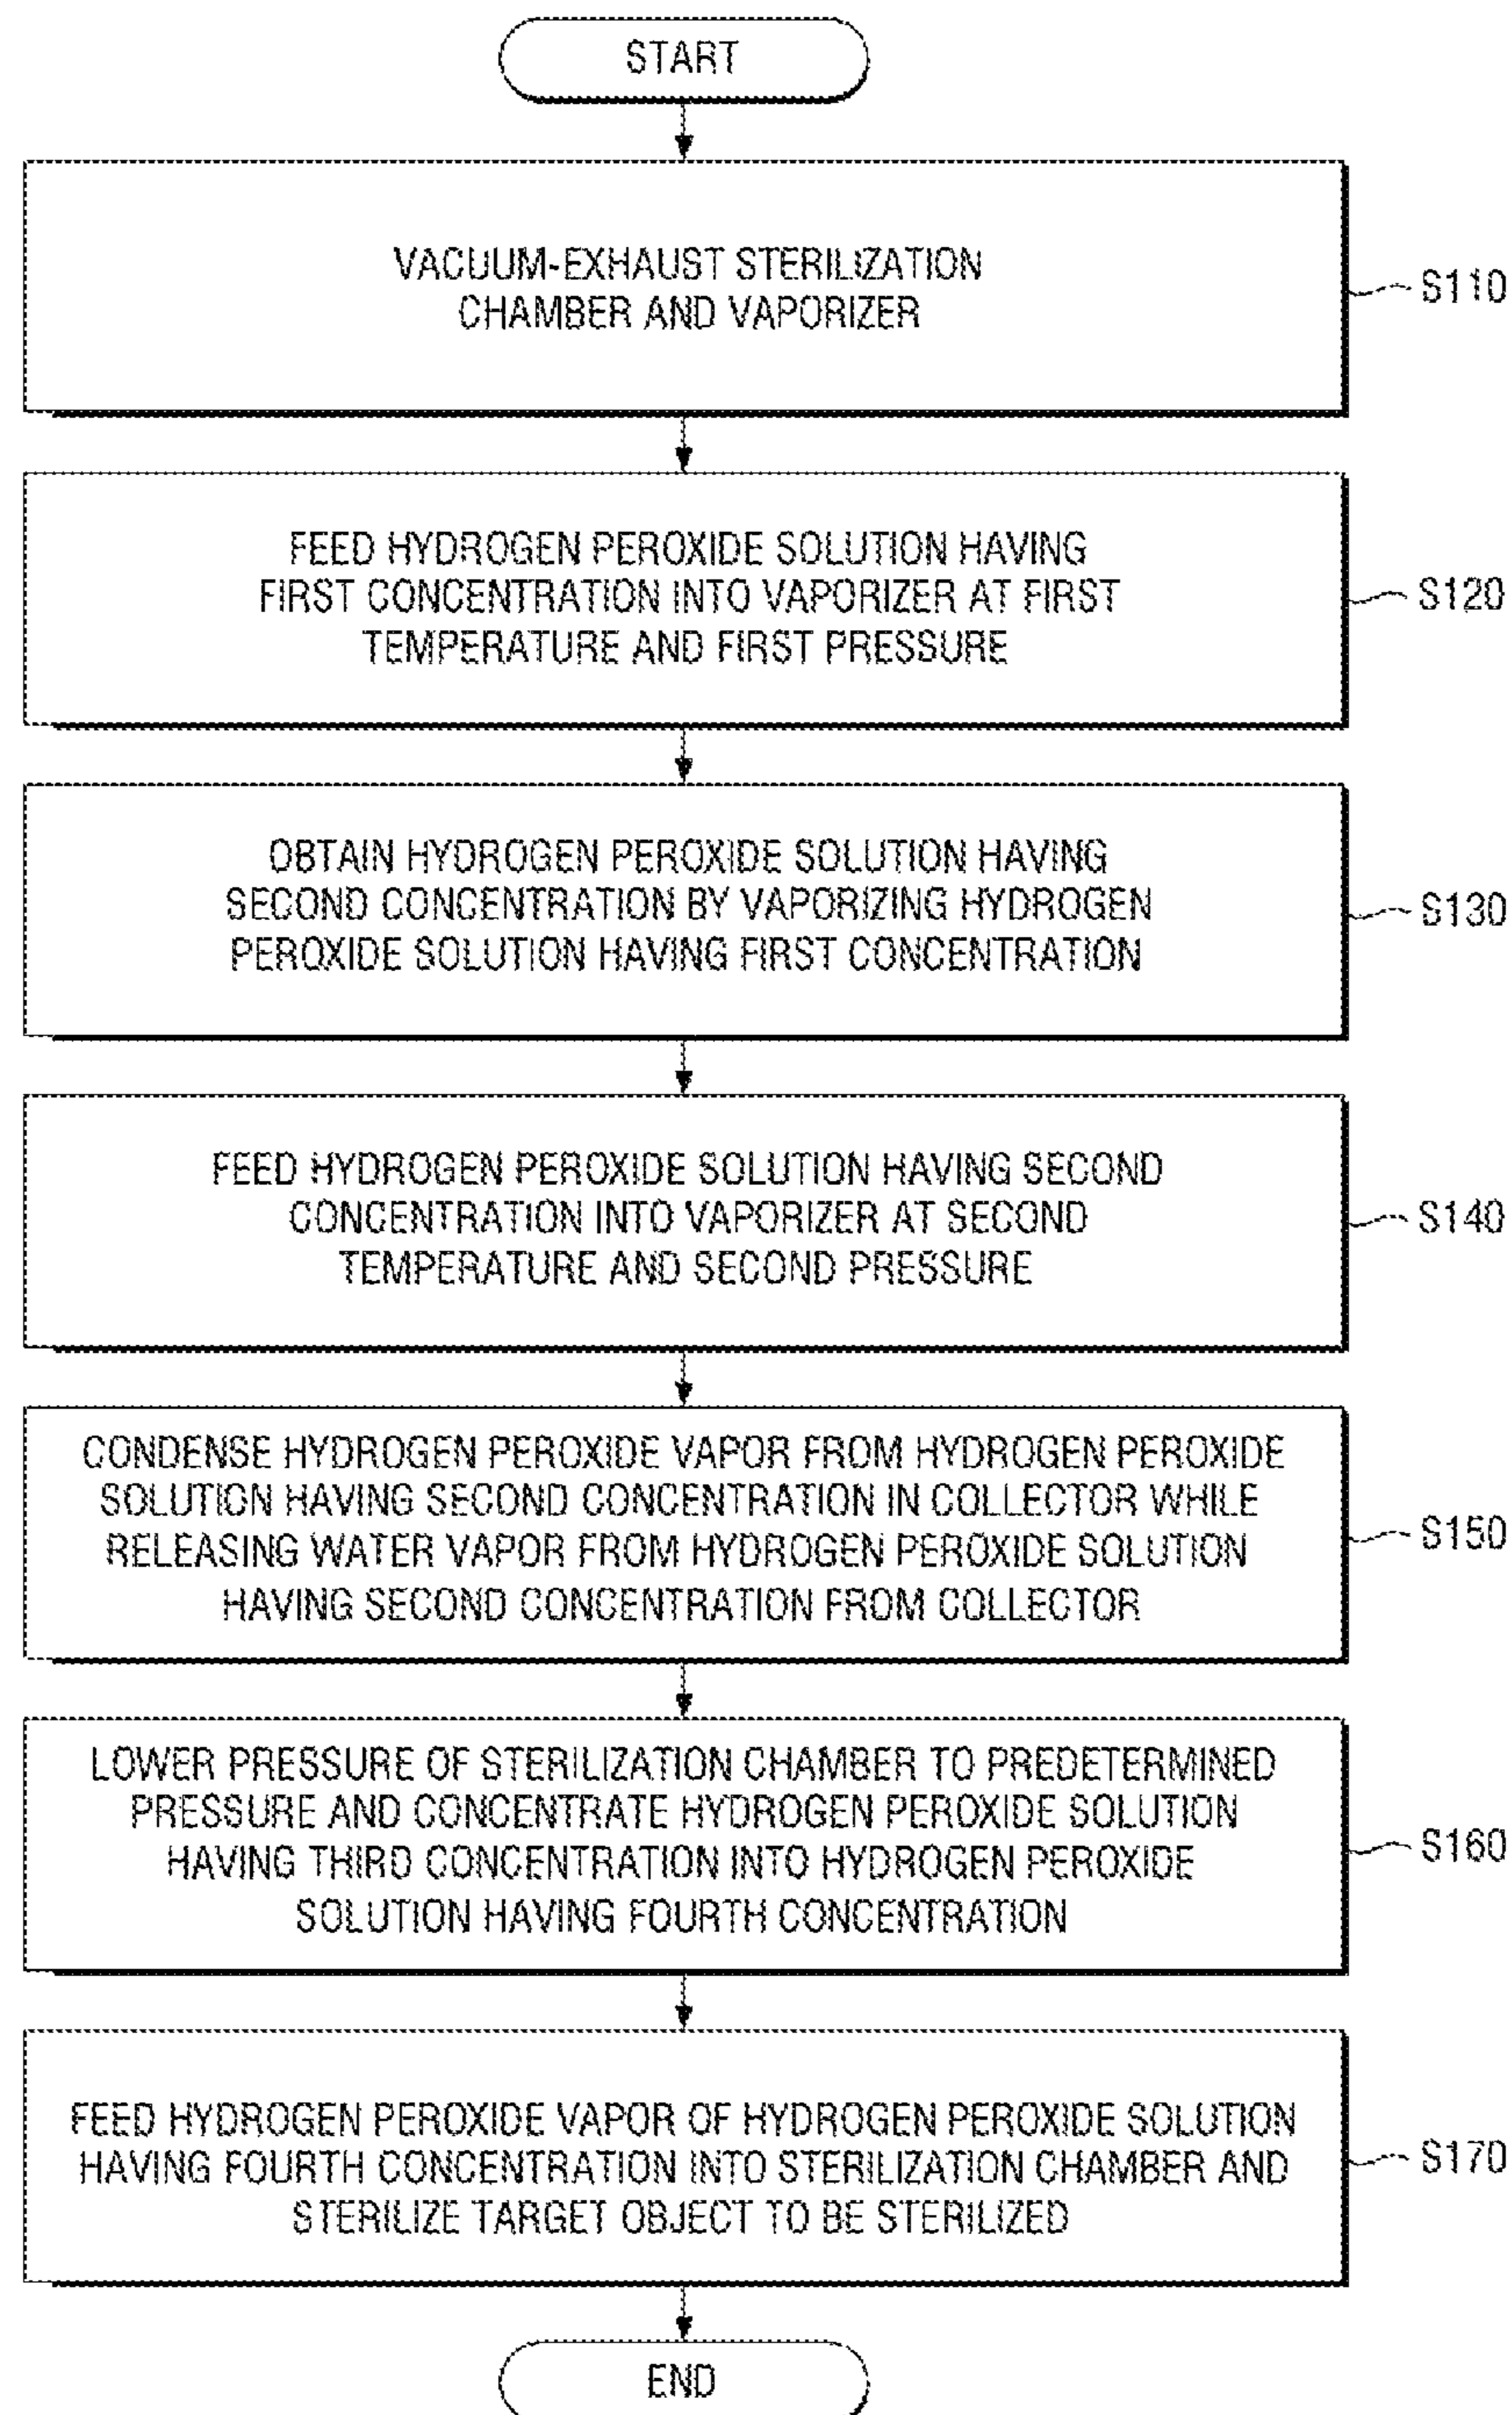 START
VACUUM-EXHAUST STERILIZATION
CHAMBER AND VAPORIZER
S110
FEED HYDROGEN PEROXIDE SOLUTION HAVING
FIRST CONCENTRATION INTO VAPORIZER AT FIRST
TEMPERATURE AND FIRST PRESSURE
S120
OBTAIN HYDROGEN PEROXIDE SOLUTION HAVING
SECOND CONCENTRATION BY VAPORIZING HYDROGEN
PEROXIDE SOLUTION HAVING FIRST CONCENTRATION
S130
FEED HYDROGEN PEROXIDE SOLUTION HAVING SECOND
CONCENTRATION INTO VAPORIZER AT SECOND
TEMPERATURE AND SECOND PRESSURE
S140
CONDENSE HYDROGEN PEROXIDE VAPOR FROM HYDROGEN PEROXIDE
SOLUTION HAVING SECOND CONCENTRATION IN COLLECTOR WHILE
RELEASING WATER VAPOR FROM HYDROGEN PEROXIDE SOLUTION
HAVING SECOND CONCENTRATION FROM COLLECTOR
S150
LOWER PRESSURE OF STERILIZATION CHAMBER TO PREDETERMINED
PRESSURE AND CONCENTRATE HYDROGEN PEROXIDE SOLUTION
HAVING THIRD CONCENTRATION INTO HYDROGEN PEROXIDE
SOLUTION HAVING FOURTH CONCENTRATION
S160
FEED HYDROGEN PEROXIDE VAPOR OF HYDROGEN PEROXIDE SOLUTION
HAVING FOURTH CONCENTRATION INTO STERILIZATION CHAMBER AND
STERILIZE TARGET OBJECT TO BE STERILIZED
S170
END